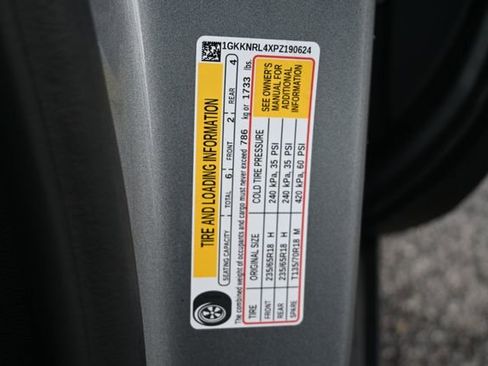 1GKKNRL4XPZ190624
TIRE AND LOADING INFORMATION
SEATING CAPACITY TOTAL 6 FRONT 2 REAR 4
The combined weight of occupants and cargo must never exceed 786 kg or 1733 lbs.
TIRE ORIGINAL SIZE COLD TIRE PRESSURE
FRONT 235/65R18 H 240 kPa, 35 PSI
REAR 235/65R18 H 240 kPa, 35 PSI
SPARE T135/70R18 M 420 kPa, 60 PSI
SEE OWNER'S
MANUAL FOR
ADDITIONAL
INFORMATION